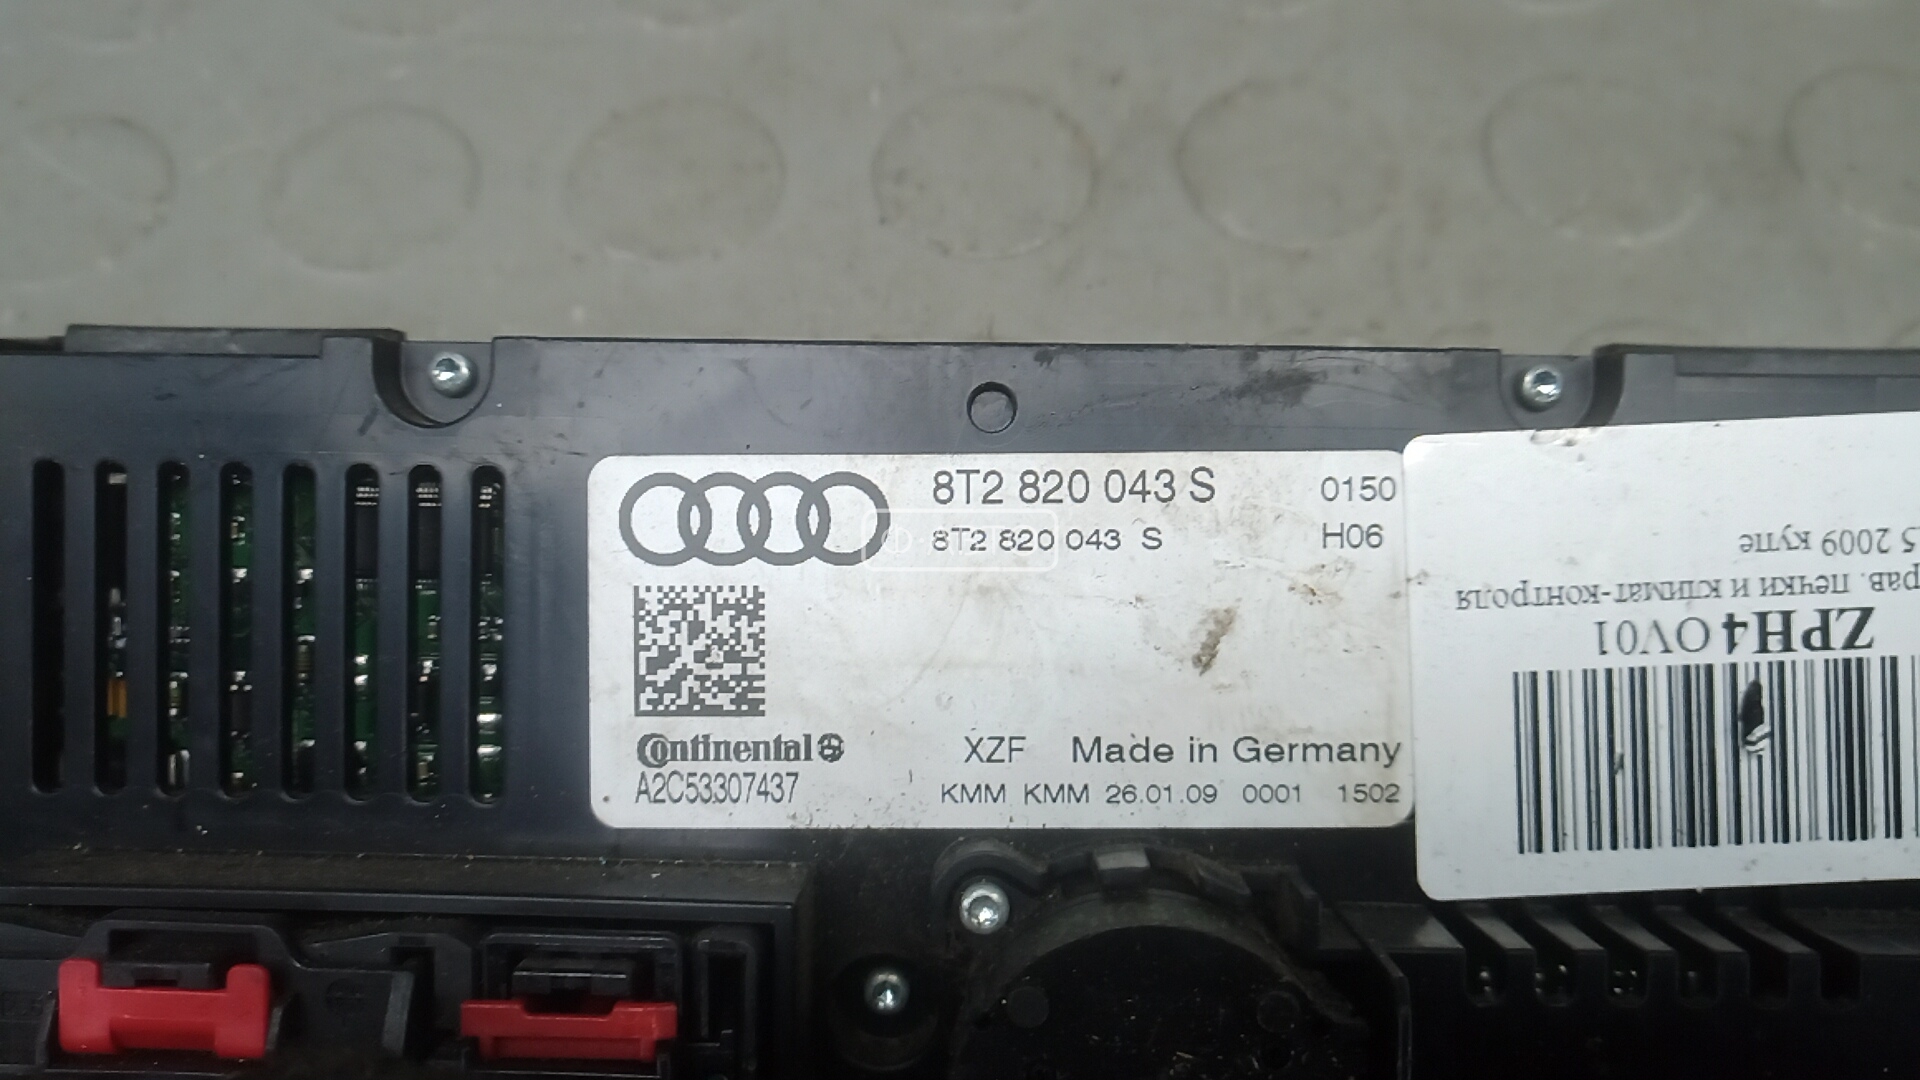 8T2 820 043 S 0150
8T2 820 043 S H06
Continental
A2C53307437
XZF Made in Germany
KMM KMM 26.01.09 0001 1502
ZPH4OV01
рав. печки и климат-контроля
5 2009 купе